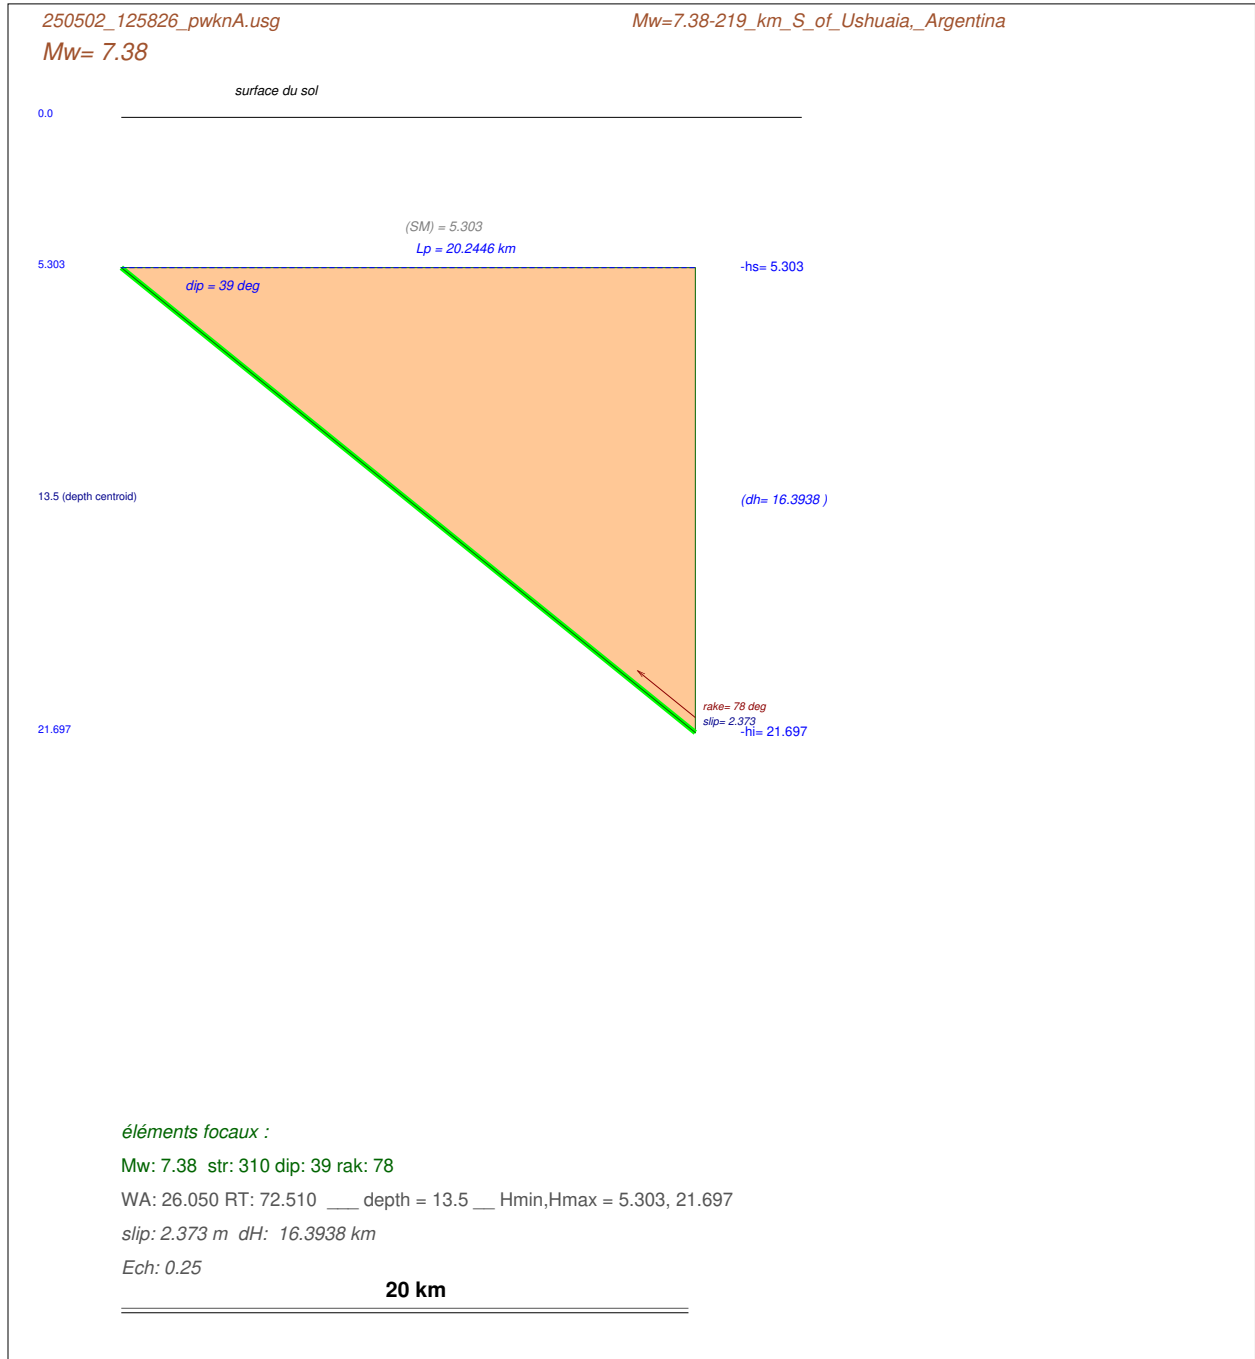 250502_125826_pwknA.usg
Mw=7.38-219_km_S_of_Ushuaia,_Argentina
Mw= 7.38
surface du sol
0.0
(SM) = 5.303
Lp = 20.2446 km
5.303
-hs= 5.303
dip = 39 deg
13.5 (depth centroid)
(dh= 16.3938 )
rake= 78 deg
slip= 2.373
21.697
-hi= 21.697
éléments focaux :
Mw: 7.38 str: 310 dip: 39 rak: 78
WA: 26.050 RT: 72.510 ___ depth = 13.5 __ Hmin,Hmax = 5.303, 21.697
slip: 2.373 m dH: 16.3938 km
Ech: 0.25
20 km